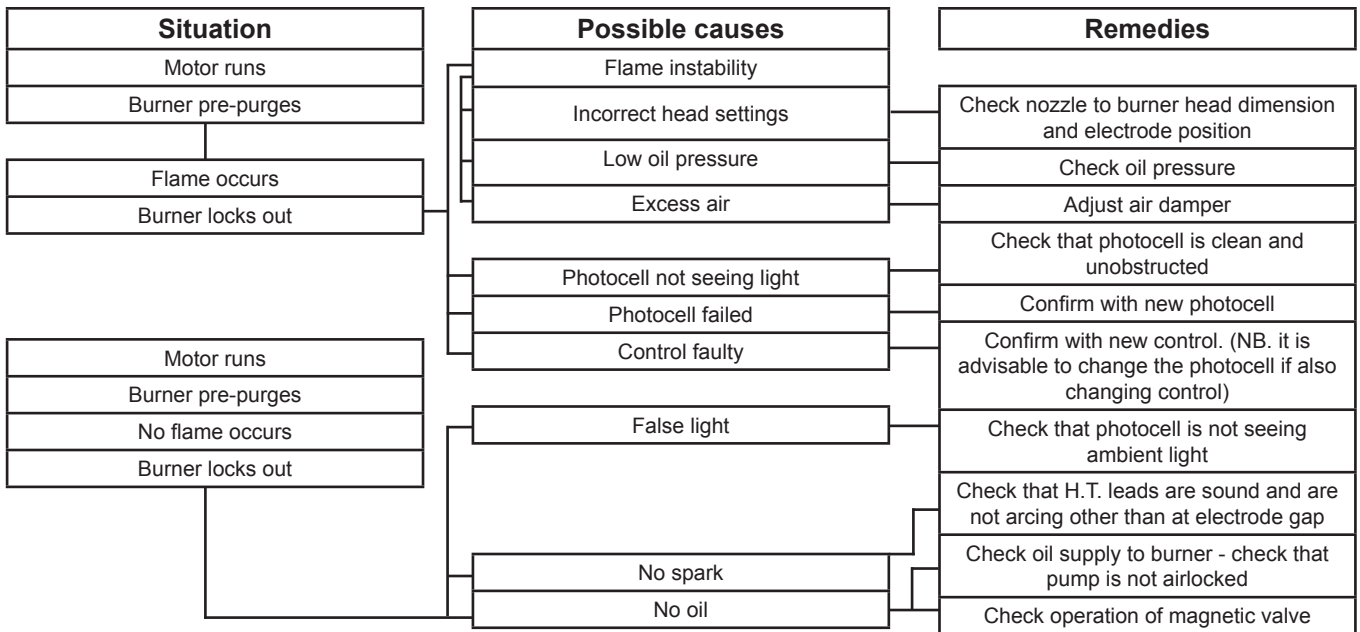 Situation
Motor runs
Burner pre-purges
Flame occurs
Burner locks out
Motor runs
Burner pre-purges
No flame occurs
Burner locks out
Possible causes
Flame instability
Incorrect head settings
Low oil pressure
Excess air
Photocell not seeing light
Photocell failed
Control faulty
False light
No spark
No oil
Remedies
Check nozzle to burner head dimension
and electrode position
Check oil pressure
Adjust air damper
Check that photocell is clean and
unobstructed
Confirm with new photocell
Confirm with new control. (NB. it is
advisable to change the photocell if also
changing control)
Check that photocell is not seeing
ambient light
Check that H.T. leads are sound and are
not arcing other than at electrode gap
Check oil supply to burner - check that
pump is not airlocked
Check operation of magnetic valve